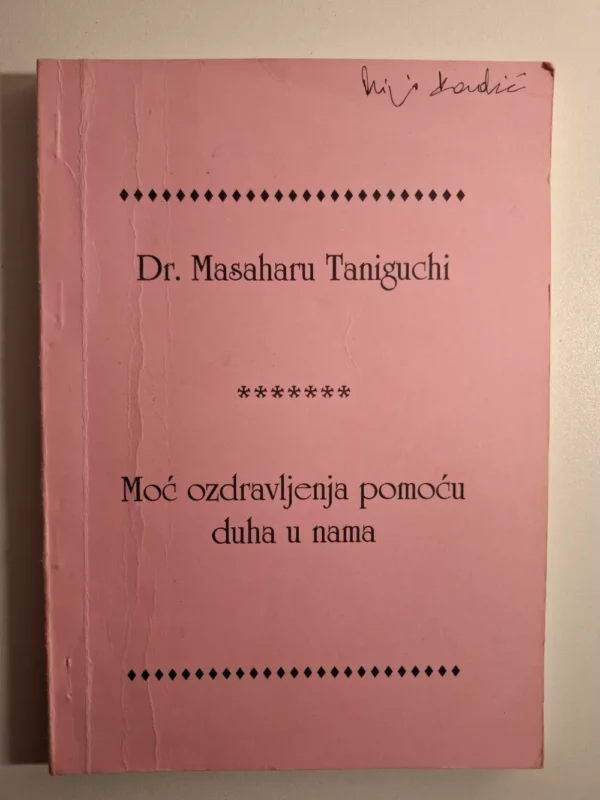 Dr. Masaharu Taniguchi
*******
Moć ozdravljenja pomoću
duha u nama